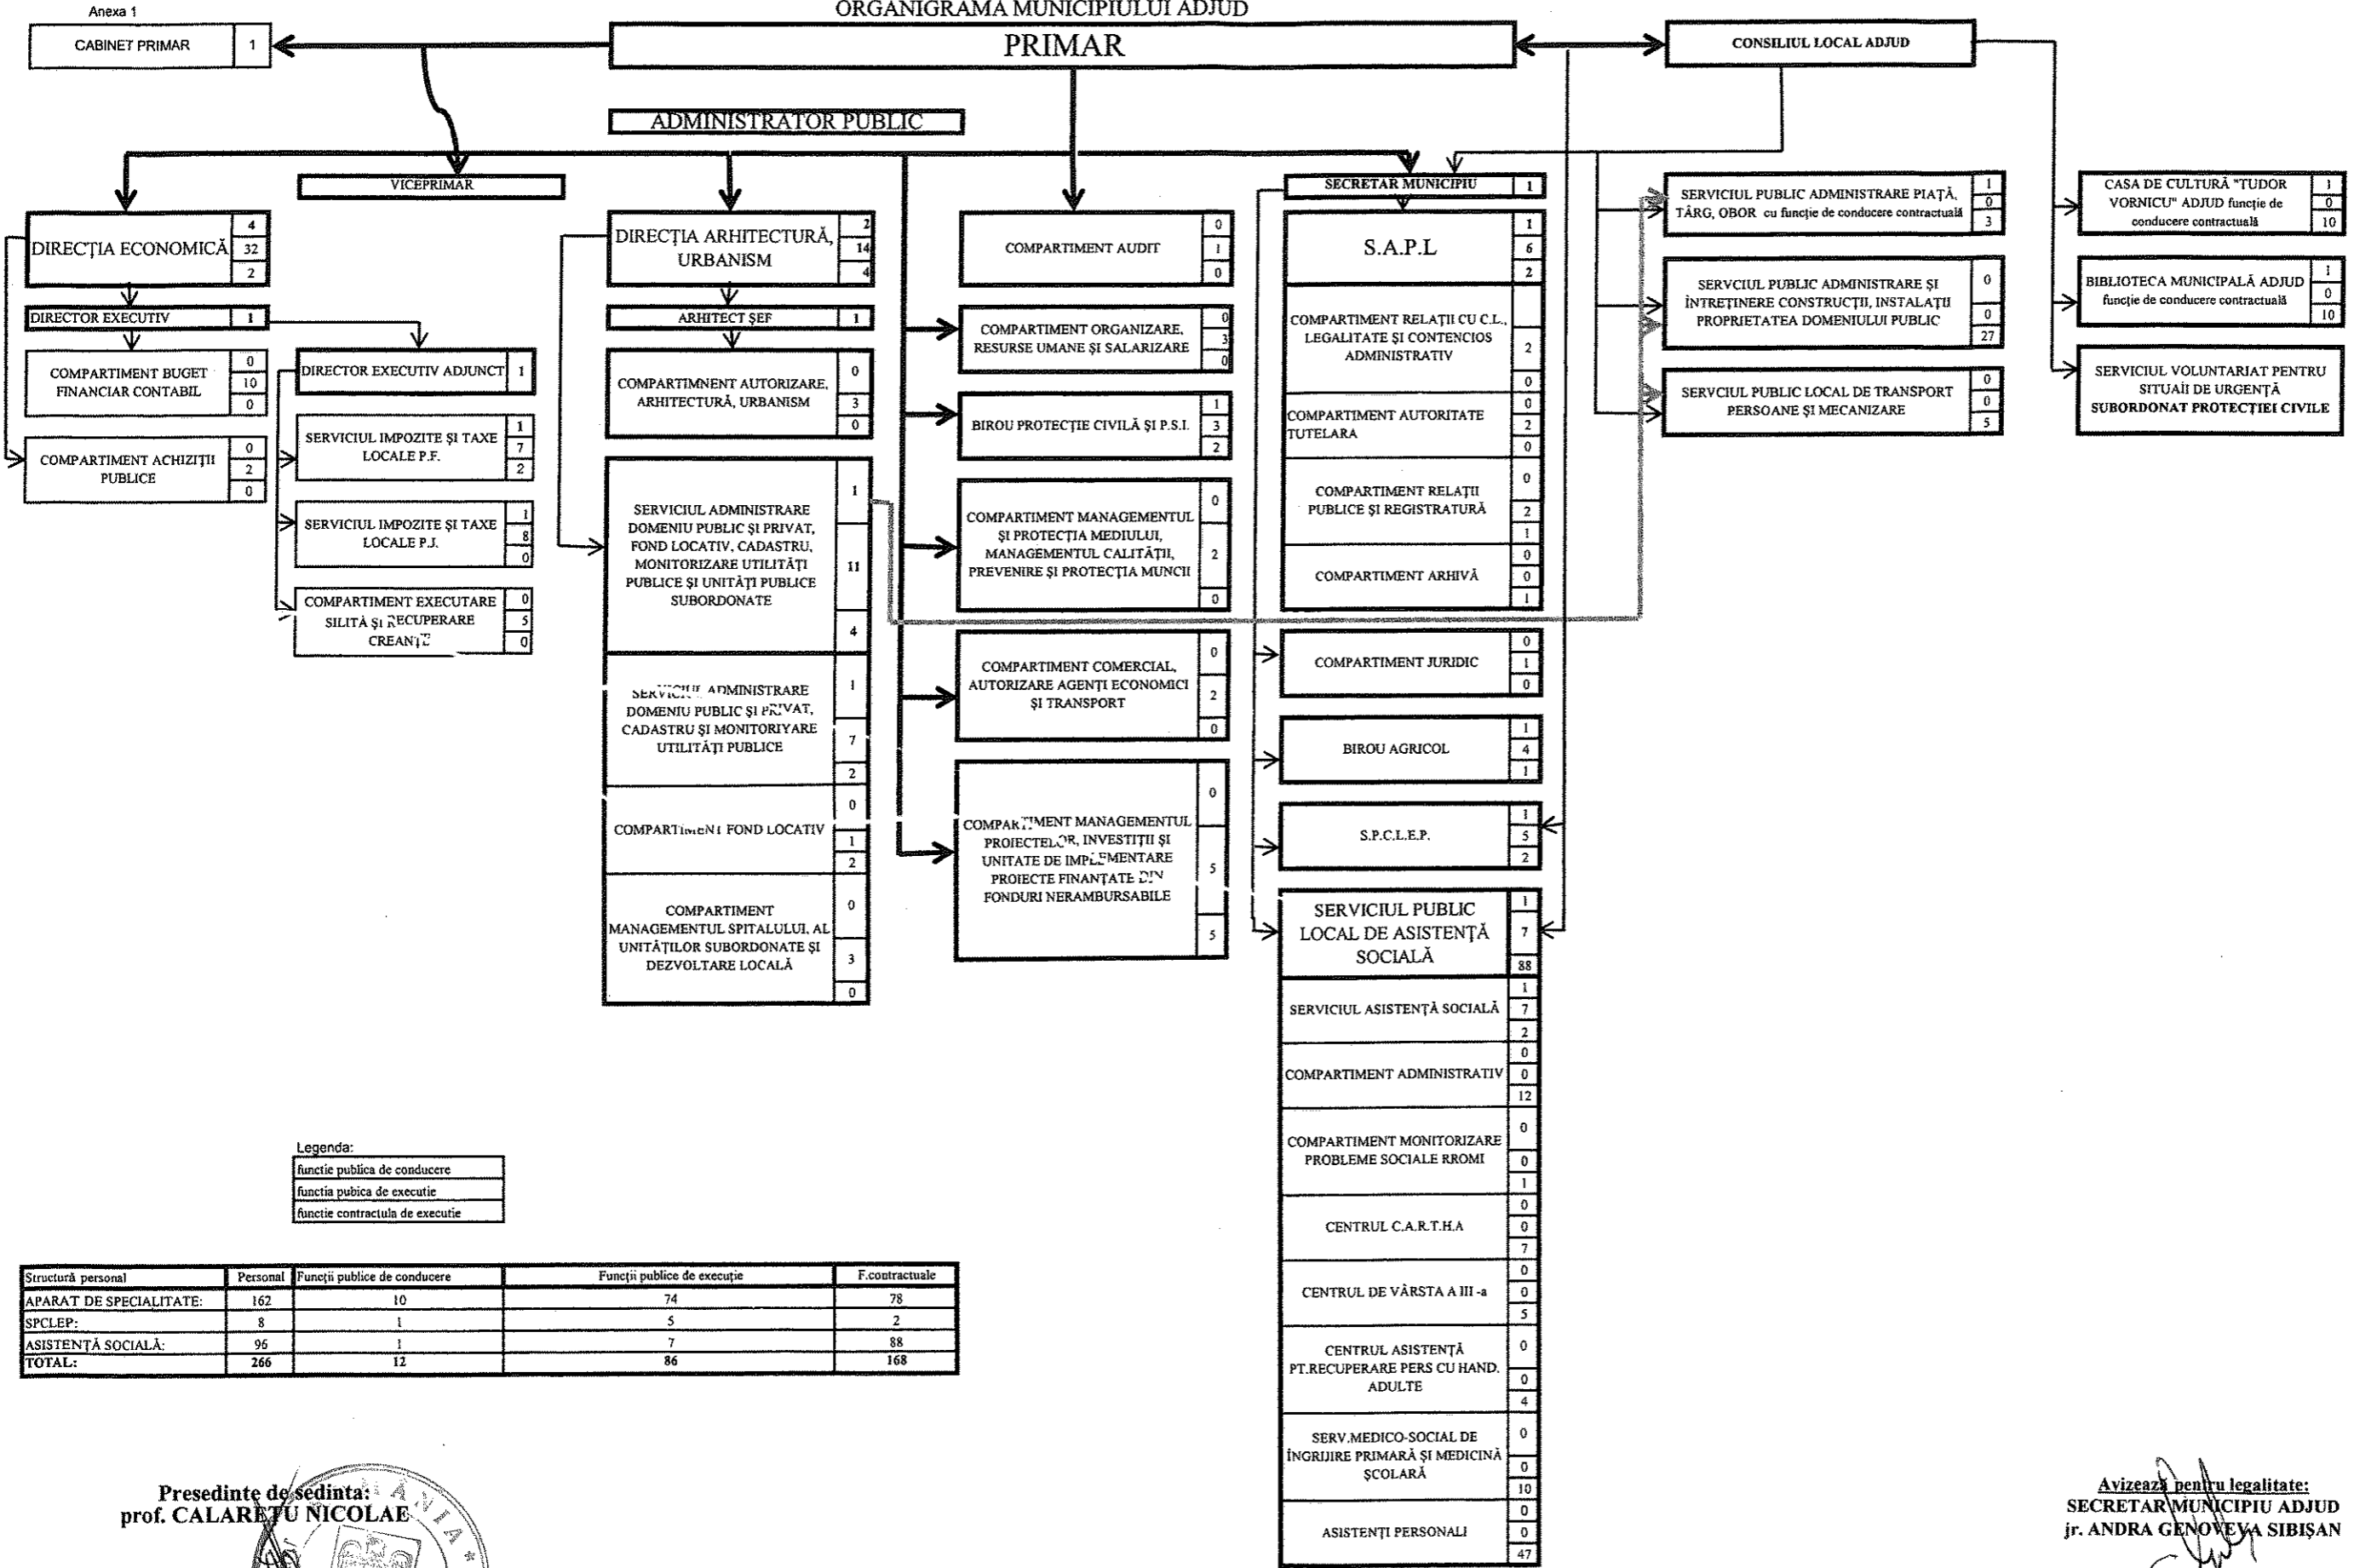 Anexa 1
ORGANIGRAMA MUNICIPIULUI ADJUD
CABINET PRIMAR 1
PRIMAR
CONSILIUL LOCAL ADJUD
ADMINISTRATOR PUBLIC
VICEPRIMAR
SECRETAR MUNICIPIU 1
DIRECȚIA ECONOMICĂ
4
32
2
DIRECTOR EXECUTIV 1
COMPARTIMENT BUGET
FINANCIAR CONTABIL
0
10
0
COMPARTIMENT ACHIZIȚII
PUBLICE
0
2
0
DIRECTOR EXECUTIV ADJUNCT 1
SERVICIUL IMPOZITE ȘI TAXE
LOCALE P.F.
1
7
2
SERVICIUL IMPOZITE ȘI TAXE
LOCALE P.J.
1
8
0
COMPARTIMENT EXECUTARE
SILITĂ ȘI RECUPERARE
CREANȚE
0
5
0
DIRECȚIA ARHITECTURĂ,
URBANISM
2
14
4
ARHITECT ȘEF 1
COMPARTIMNENT AUTORIZARE,
ARHITECTURĂ, URBANISM
0
3
0
SERVICIUL ADMINISTRARE
DOMENIU PUBLIC ȘI PRIVAT,
FOND LOCATIV, CADASTRU,
MONITORIZARE UTILITĂȚI
PUBLICE ȘI UNITĂȚI PUBLICE
SUBORDONATE
1
11
4
SERVICIUL ADMINISTRARE
DOMENIU PUBLIC ȘI PRIVAT,
CADASTRU ȘI MONITORIYARE
UTILITĂȚI PUBLICE
1
7
2
COMPARTIMENT FOND LOCATIV
0
1
2
COMPARTIMENT
MANAGEMENTUL SPITALULUI, AL
UNITĂȚILOR SUBORDONATE ȘI
DEZVOLTARE LOCALĂ
0
3
0
COMPARTIMENT AUDIT
0
1
0
COMPARTIMENT ORGANIZARE,
RESURSE UMANE ȘI SALARIZARE
0
3
0
BIROU PROTECȚIE CIVILĂ ȘI P.S.I.
1
3
2
COMPARTIMENT MANAGEMENTUL
ȘI PROTECȚIA MEDIULUI,
MANAGEMENTUL CALITĂȚII,
PREVENIRE ȘI PROTECȚIA MUNCII
0
2
0
COMPARTIMENT COMERCIAL,
AUTORIZARE AGENȚI ECONOMICI
ȘI TRANSPORT
0
2
0
COMPARTIMENT MANAGEMENTUL
PROIECTELOR, INVESTIȚII ȘI
UNITATE DE IMPLEMENTARE
PROIECTE FINANȚATE DIN
FONDURI NERAMBURSABILE
0
5
5
S.A.P.L
1
6
2
COMPARTIMENT RELAȚII CU C.L.,
LEGALITATE ȘI CONTENCIOS
ADMINISTRATIV
2
0
COMPARTIMENT AUTORITATE
TUTELARA
0
2
0
COMPARTIMENT RELAȚII
PUBLICE ȘI REGISTRATURĂ
0
2
1
COMPARTIMENT ARHIVĂ
0
0
1
COMPARTIMENT JURIDIC
0
1
0
BIROU AGRICOL
1
4
1
S.P.C.L.E.P.
1
5
2
SERVICIUL PUBLIC
LOCAL DE ASISTENȚĂ
SOCIALĂ
1
7
88
SERVICIUL ASISTENȚĂ SOCIALĂ
1
7
2
COMPARTIMENT ADMINISTRATIV
0
0
12
COMPARTIMENT MONITORIZARE
PROBLEME SOCIALE RROMI
0
0
1
CENTRUL C.A.R.T.H.A
0
0
7
CENTRUL DE VÂRSTA A III -a
0
0
5
CENTRUL ASISTENȚĂ
PT.RECUPERARE PERS CU HAND.
ADULTE
0
0
4
SERV.MEDICO-SOCIAL DE
ÎNGRIJIRE PRIMARĂ ȘI MEDICINĂ
ȘCOLARĂ
0
0
10
ASISTENȚI PERSONALI
0
0
47
SERVICIUL PUBLIC ADMINISTRARE PIAȚĂ,
TÂRG, OBOR cu funcție de conducere contractuală
1
0
3
SERVCIUL PUBLIC ADMINISTRARE ȘI
ÎNTREȚINERE CONSTRUCȚII, INSTALAȚII
PROPRIETATEA DOMENIULUI PUBLIC
0
0
27
SERVCIUL PUBLIC LOCAL DE TRANSPORT
PERSOANE ȘI MECANIZARE
0
0
5
CASA DE CULTURĂ "TUDOR
VORNICU" ADJUD funcție de
conducere contractuală
1
0
10
BIBLIOTECA MUNICIPALĂ ADJUD
funcție de conducere contractuală
1
0
10
SERVICIUL VOLUNTARIAT PENTRU
SITUAII DE URGENȚĂ
SUBORDONAT PROTECȚIEI CIVILE
Legenda:
functie publica de conducere
functia pubica de executie
functie contractula de executie
Structură personal Personal Funcții publice de conducere Funcții publice de execuție F.contractuale
APARAT DE SPECIALITATE: 162 10 74 78
SPCLEP: 8 1 5 2
ASISTENȚĂ SOCIALĂ: 96 1 7 88
TOTAL: 266 12 86 168
Presedinte de sedinta:
prof. CALAREȚU NICOLAE
Avizează pentru legalitate:
SECRETAR MUNICIPIU ADJUD
jr. ANDRA GENOVEVA SIBIȘAN